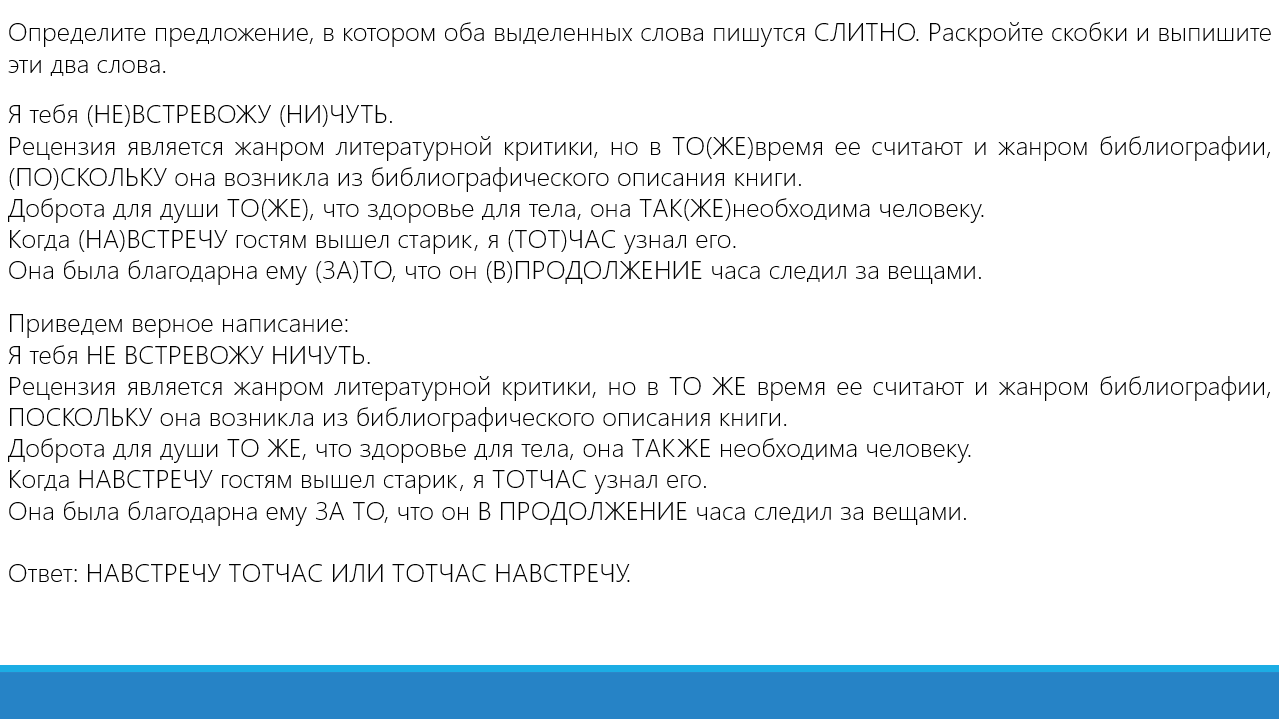 Определите предложение, в котором оба выделенных слова пишутся СЛИТНО. Раскройте скобки и выпишите
эти два слова.
Я тебя (НЕ)ВСТРЕВОЖУ (НИ)ЧУТЬ.
Рецензия является жанром литературной критики, но в ТО(ЖЕ)время ее считают и жанром библиографии,
(ПО)СКОЛЬКУ она возникла из библиографического описания книги.
Доброта для души ТО(ЖЕ), что здоровье для тела, она ТАК(ЖЕ)необходима человеку.
Когда (НА)ВСТРЕЧУ гостям вышел старик, я (ТОТ)ЧАС узнал его.
Она была благодарна ему (ЗА)ТО, что он (В)ПРОДОЛЖЕНИЕ часа следил за вещами.
Приведем верное написание:
Я тебя НЕ ВСТРЕВОЖУ НИЧУТЬ.
Рецензия является жанром литературной критики, но в ТО ЖЕ время ее считают и жанром библиографии,
ПОСКОЛЬКУ она возникла из библиографического описания книги.
Доброта для души ТО ЖЕ, что здоровье для тела, она ТАКЖЕ необходима человеку.
Когда НАВСТРЕЧУ гостям вышел старик, я ТОТЧАС узнал его.
Она была благодарна ему ЗА ТО, что он В ПРОДОЛЖЕНИЕ часа следил за вещами.
Ответ: НАВСТРЕЧУ ТОТЧАС ИЛИ ТОТЧАС НАВСТРЕЧУ.